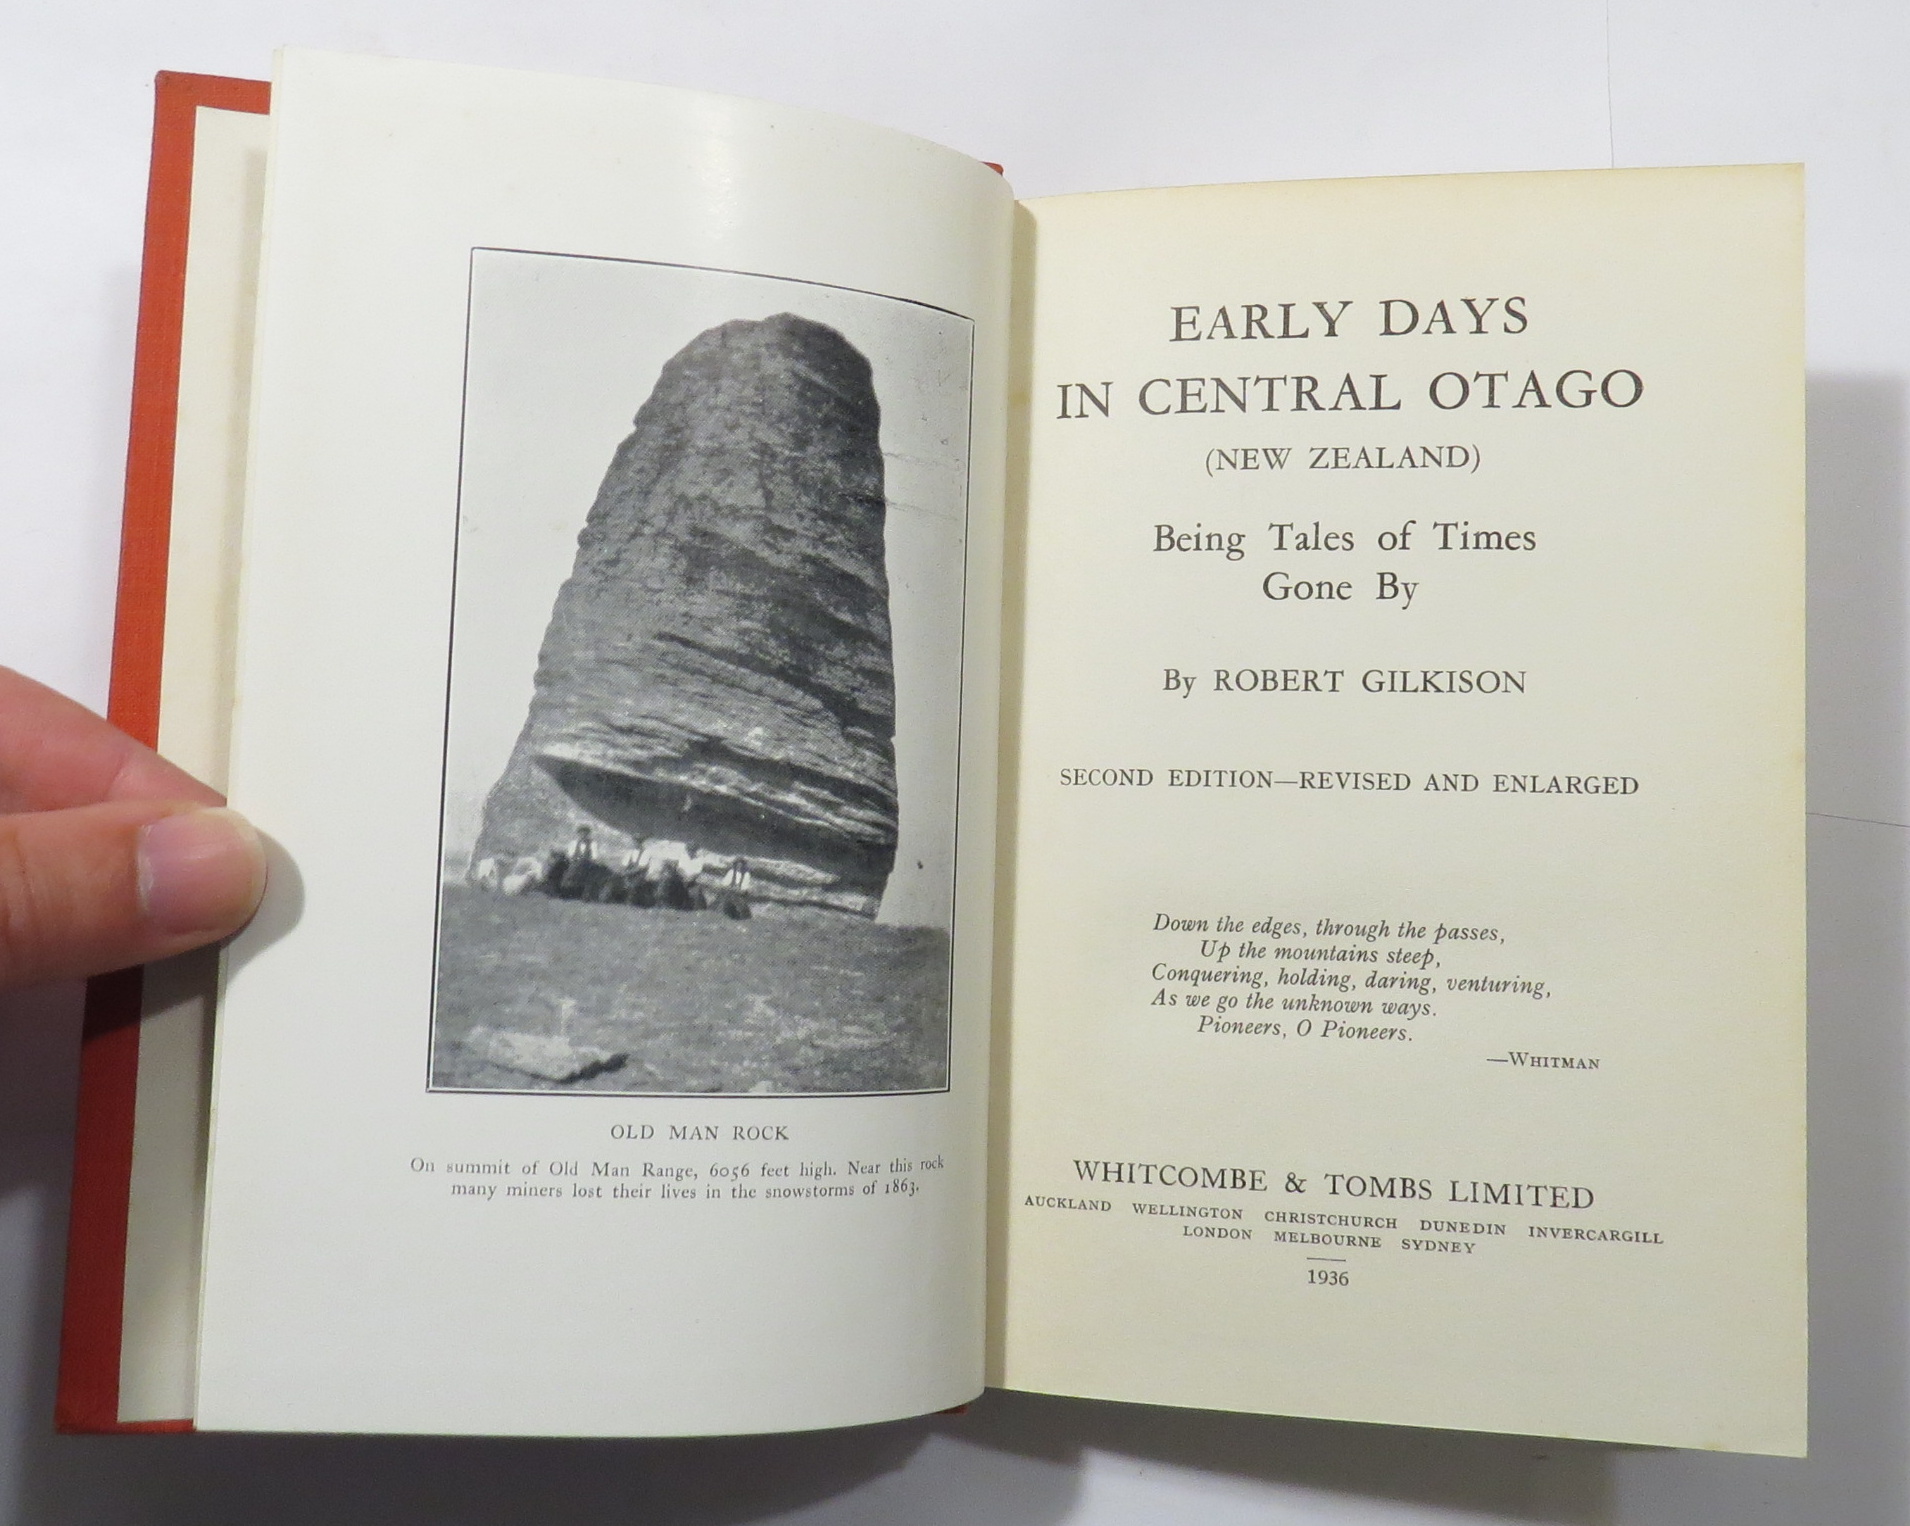 OLD MAN ROCK
On summit of Old Man Range, 6056 feet high. Near this rock
many miners lost their lives in the snowstorms of 1863.
EARLY DAYS
IN CENTRAL OTAGO
(NEW ZEALAND)
Being Tales of Times
Gone By
By ROBERT GILKISON
SECOND EDITION—REVISED AND ENLARGED
Down the edges, through the passes,
Up the mountains steep,
Conquering, holding, daring, venturing,
As we go the unknown ways.
Pioneers, O Pioneers.
—WHITMAN
WHITCOMBE & TOMBS LIMITED
AUCKLAND WELLINGTON CHRISTCHURCH DUNEDIN INVERCARGILL
LONDON MELBOURNE SYDNEY
1936